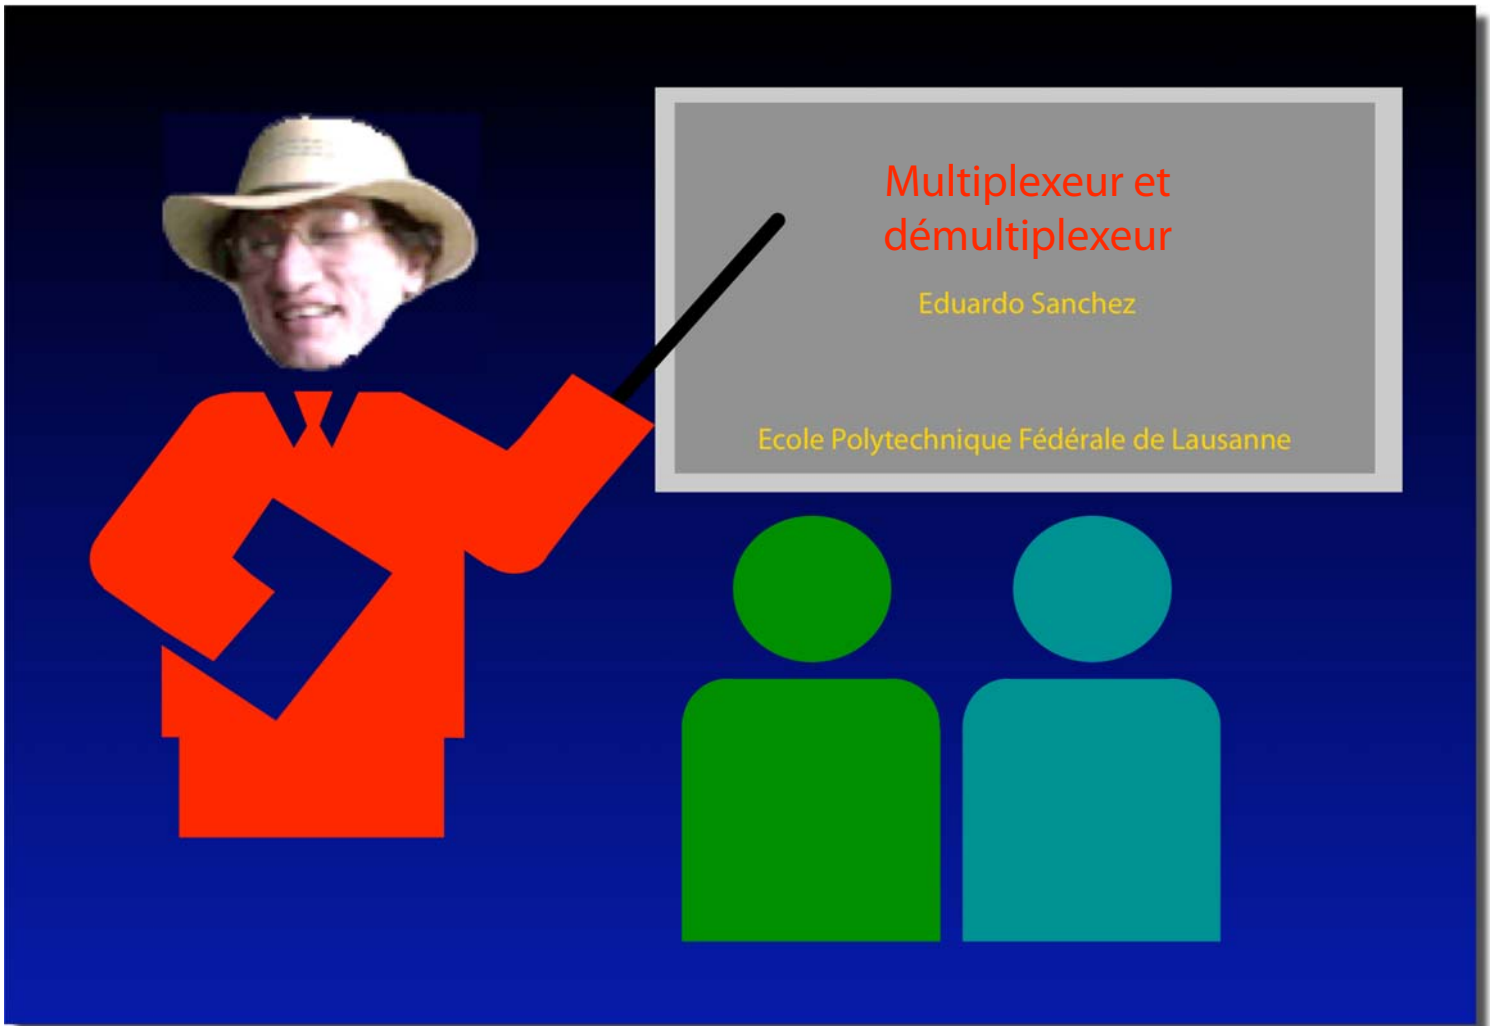 Multiplexeur et
démultiplexeur
Eduardo Sanchez
Ecole Polytechnique Fédérale de Lausanne